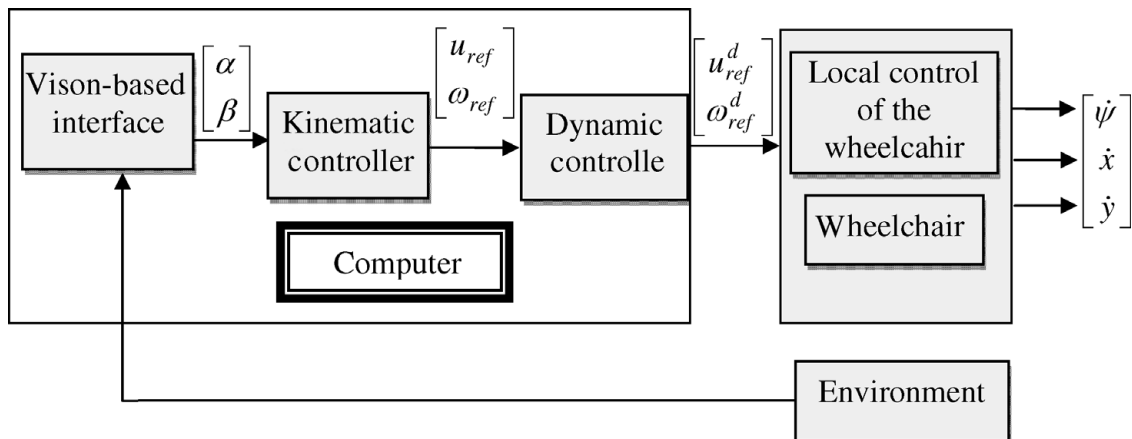 Vison-based
interface
α
β
Kinematic
controller
u_ref
ω_ref
Dynamic
controlle
u^d_ref
ω^d_ref
Local control
of the
wheelcahir
Wheelchair
ψ̇
ẋ
ẏ
Computer
Environment